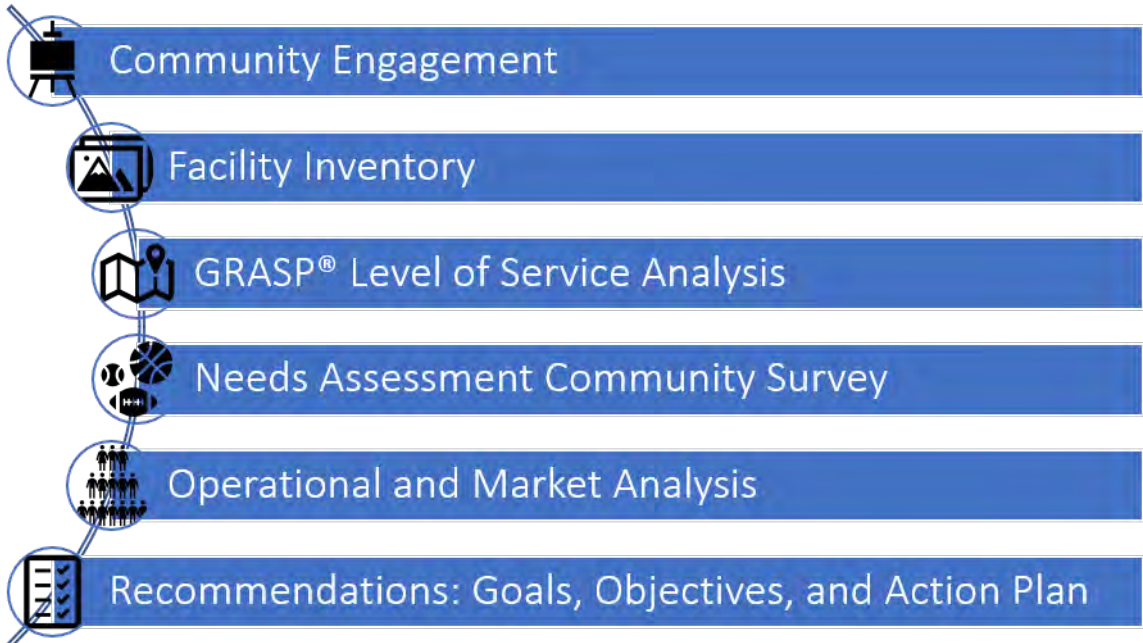 Community Engagement
Facility Inventory
GRASP® Level of Service Analysis
Needs Assessment Community Survey
Operational and Market Analysis
Recommendations: Goals, Objectives, and Action Plan